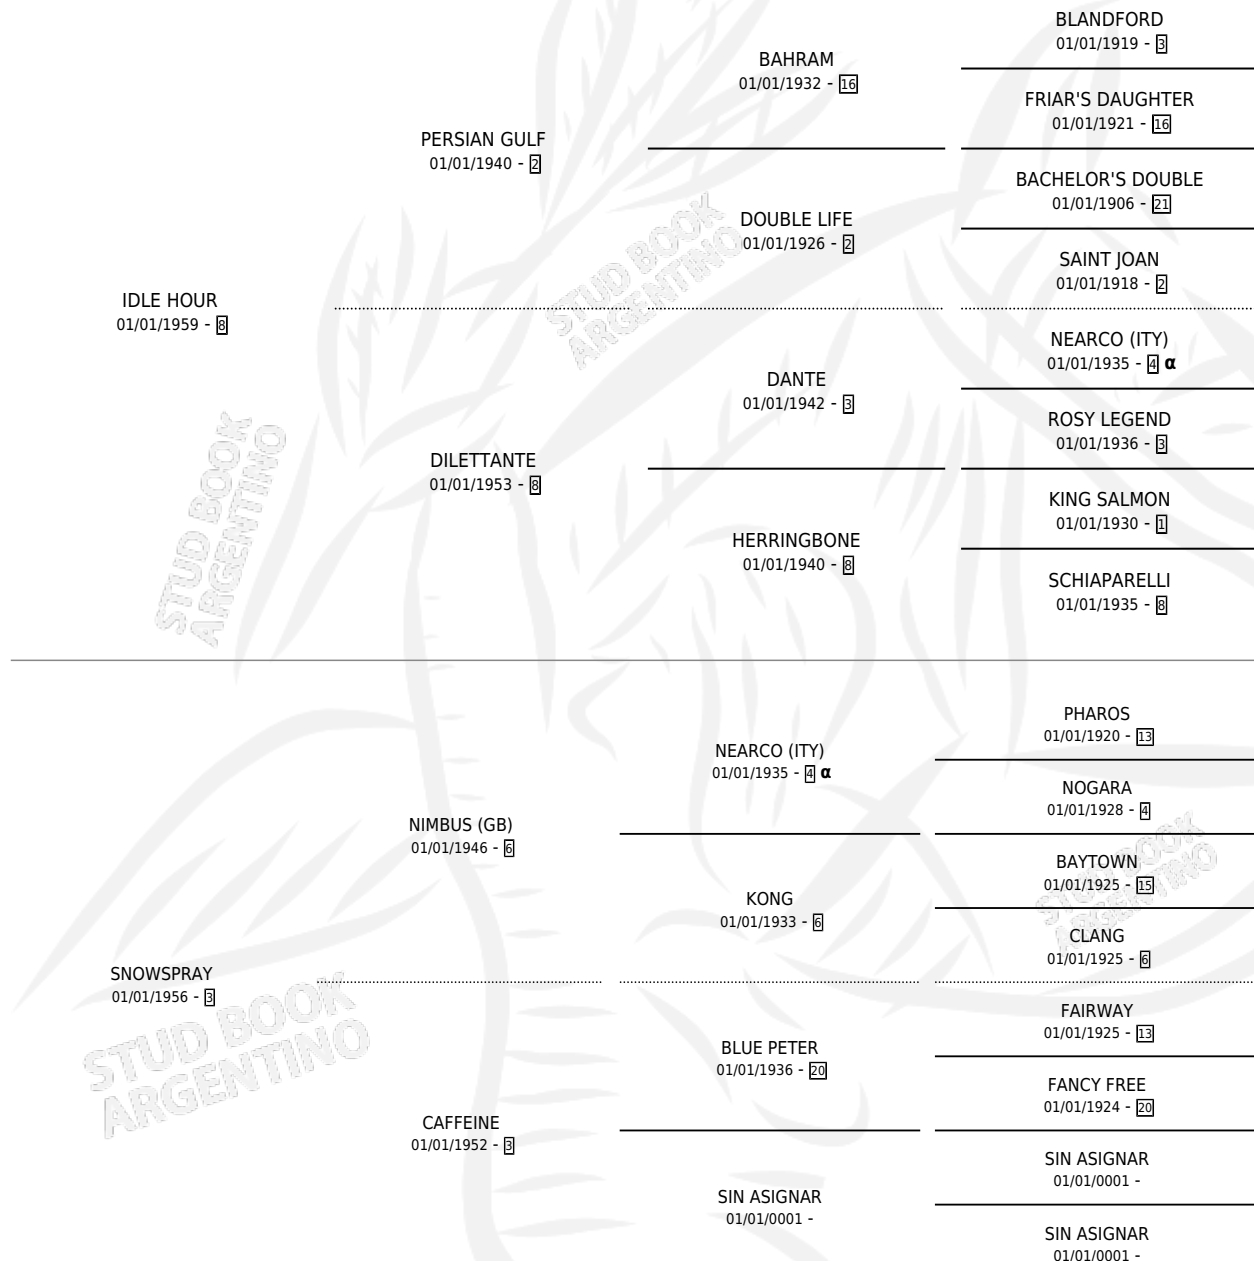 BLANDFORD
01/01/1919 - 3
BAHRAM
01/01/1932 - 16
FRIAR'S DAUGHTER
01/01/1921 - 16
PERSIAN GULF
01/01/1940 - 2
BACHELOR'S DOUBLE
01/01/1906 - 21
DOUBLE LIFE
01/01/1926 - 2
SAINT JOAN
01/01/1918 - 2
IDLE HOUR
01/01/1959 - 8
NEARCO (ITY)
01/01/1935 - 4 α
DANTE
01/01/1942 - 3
ROSY LEGEND
01/01/1936 - 3
DILETTANTE
01/01/1953 - 8
KING SALMON
01/01/1930 - 1
HERRINGBONE
01/01/1940 - 8
SCHIAPARELLI
01/01/1935 - 8
PHAROS
01/01/1920 - 13
NEARCO (ITY)
01/01/1935 - 4 α
NOGARA
01/01/1928 - 4
NIMBUS (GB)
01/01/1946 - 6
BAYTOWN
01/01/1925 - 15
KONG
01/01/1933 - 6
CLANG
01/01/1925 - 6
SNOWSPRAY
01/01/1956 - 3
FAIRWAY
01/01/1925 - 13
BLUE PETER
01/01/1936 - 20
FANCY FREE
01/01/1924 - 20
CAFFEINE
01/01/1952 - 3
SIN ASIGNAR
01/01/0001 -
SIN ASIGNAR
01/01/0001 -
SIN ASIGNAR
01/01/0001 -
STUD BOOK
ARGENTINO
STUD BOOK
ARGENTINO
STUD BOOK
ARGENTINO
STUD BOOK
ARGENTINO